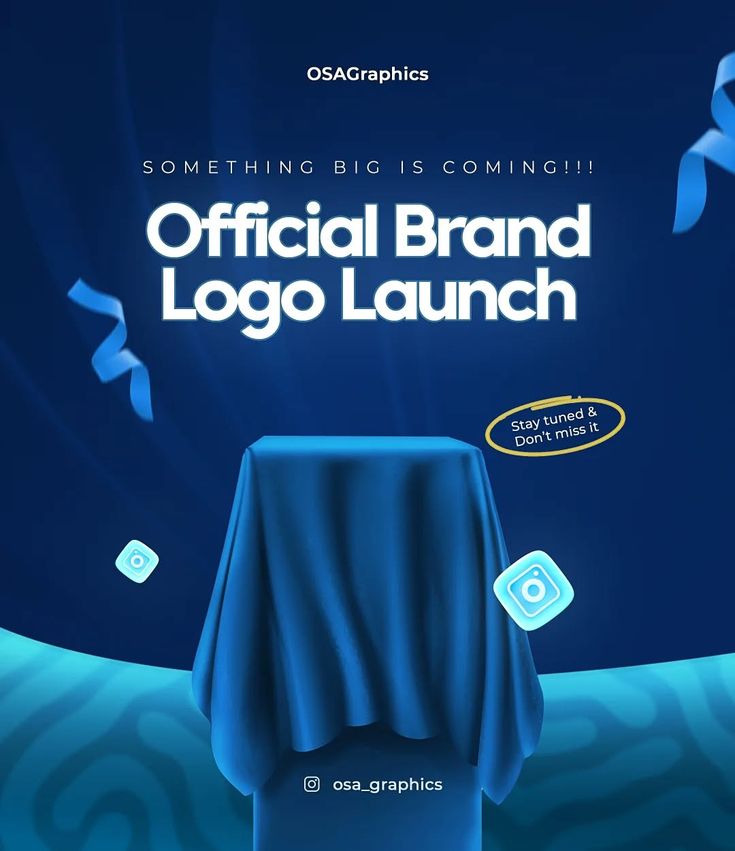 OSAGraphics
SOMETHING BIG IS COMING!!!
Official Brand
Logo Launch
Stay tuned &
Don't miss it
osa_graphics